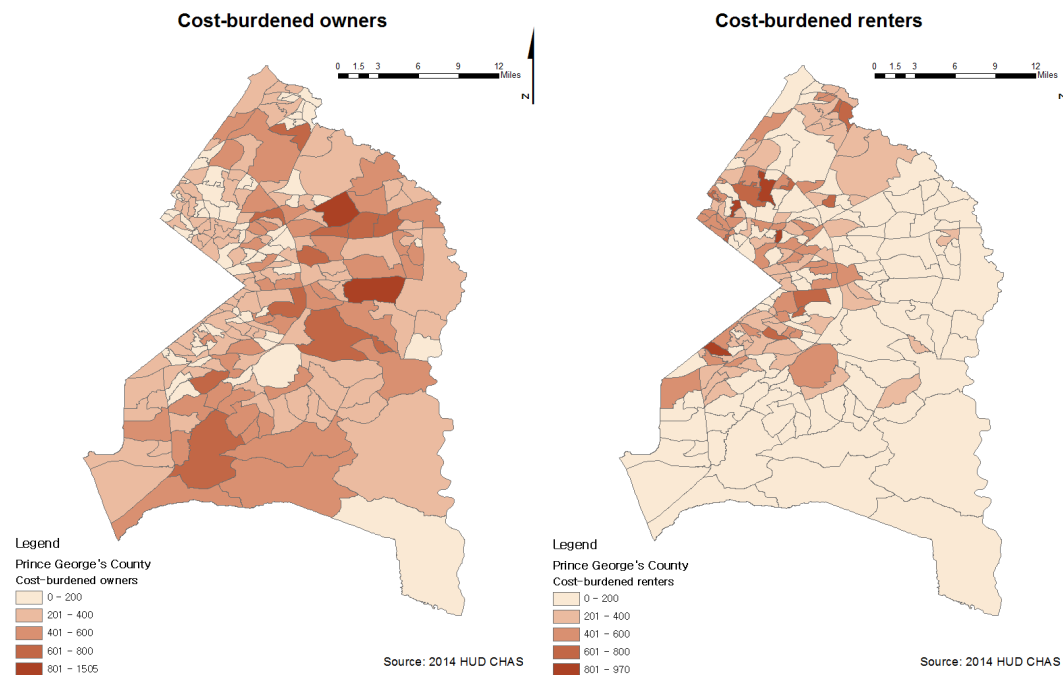 Cost-burdened owners
0 1.5 3 6 9 12
Miles
N
Legend
Prince George's County
Cost-burdened owners
0 - 200
201 - 400
401 - 600
601 - 800
801 - 1505
Source: 2014 HUD CHAS
Cost-burdened renters
0 1.5 3 6 9 12
Miles
N
Legend
Prince George's County
Cost-burdened renters
0 - 200
201 - 400
401 - 600
601 - 800
801 - 970
Source: 2014 HUD CHAS